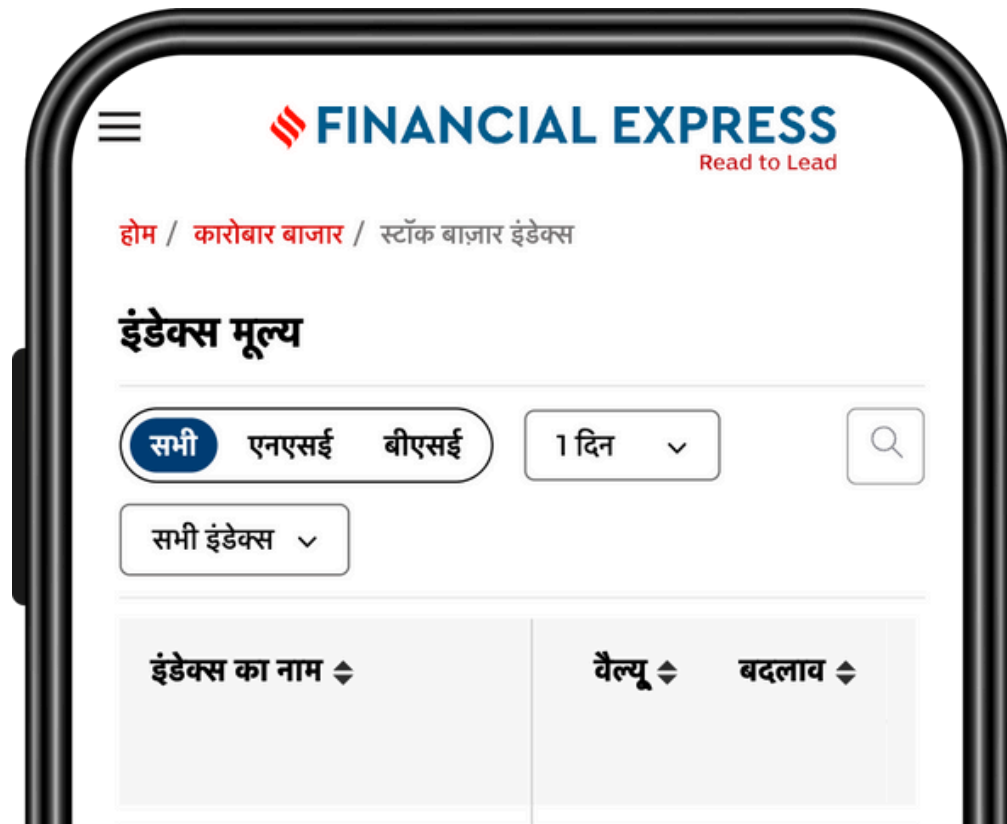 FINANCIAL EXPRESS
Read to Lead
होम / कारोबार बाजार / स्टॉक बाज़ार इंडेक्स
इंडेक्स मूल्य
सभी एनएसई बीएसई 1 दिन
सभी इंडेक्स
इंडेक्स का नाम वैल्यू बदलाव